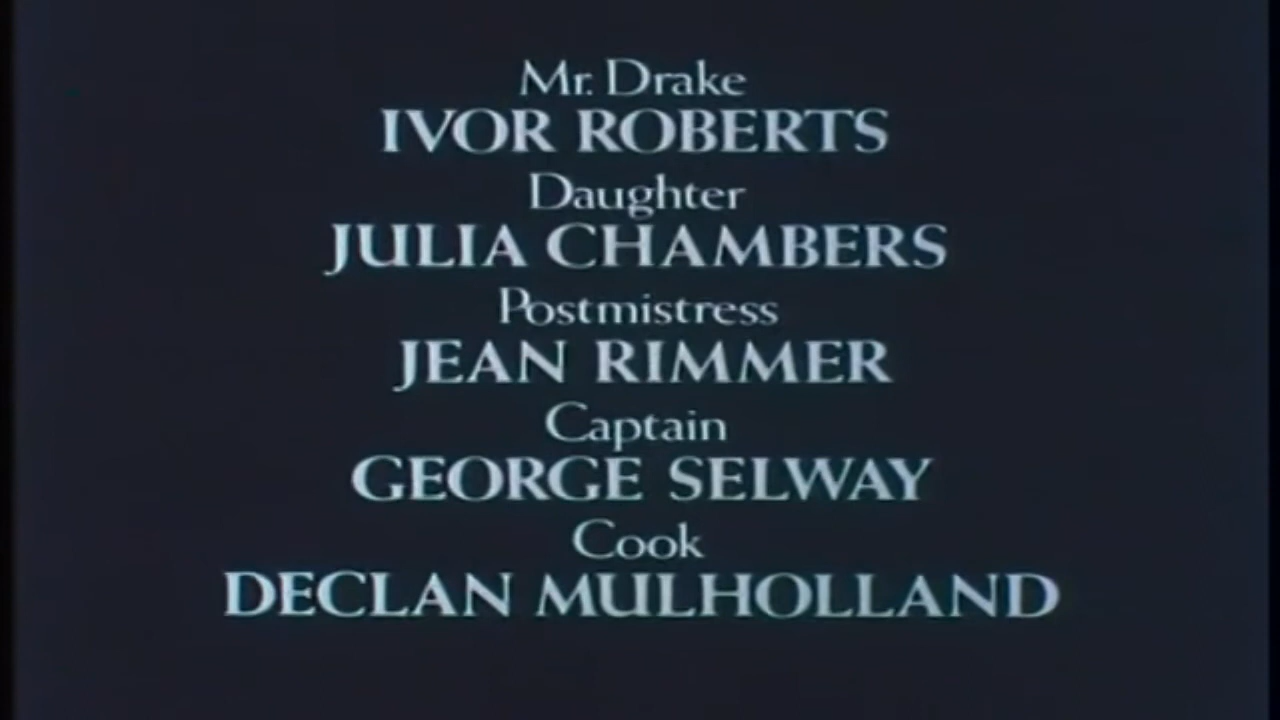 Mr. Drake
IVOR ROBERTS
Daughter
JULIA CHAMBERS
Postmistress
JEAN RIMMER
Captain
GEORGE SELWAY
Cook
DECLAN MULHOLLAND